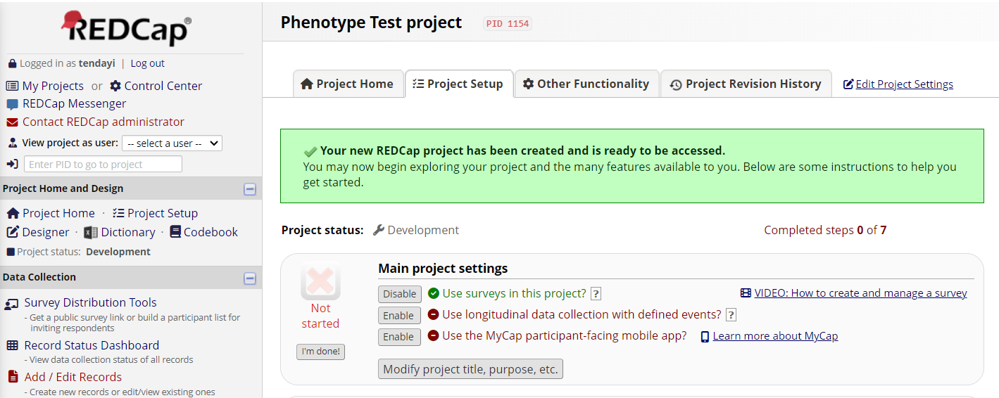 REDCap®
Logged in as tendayi | Log out
My Projects or Control Center
REDCap Messenger
Contact REDCap administrator
View project as user: -- select a user --
Enter PID to go to project
Project Home and Design
Project Home · Project Setup
Designer · Dictionary · Codebook
Project status: Development
Data Collection
Survey Distribution Tools
- Get a public survey link or build a participant list for
inviting respondents
Record Status Dashboard
- View data collection status of all records
Add / Edit Records
- Create new records or edit/view existing ones
Phenotype Test project PID 1154
Project Home Project Setup Other Functionality Project Revision History Edit Project Settings
Your new REDCap project has been created and is ready to be accessed.
You may now begin exploring your project and the many features available to you. Below are some instructions to help you
get started.
Project status: Development Completed steps 0 of 7
Not
started
I'm done!
Main project settings
Disable Use surveys in this project? ? VIDEO: How to create and manage a survey
Enable Use longitudinal data collection with defined events? ?
Enable Use the MyCap participant-facing mobile app? Learn more about MyCap
Modify project title, purpose, etc.